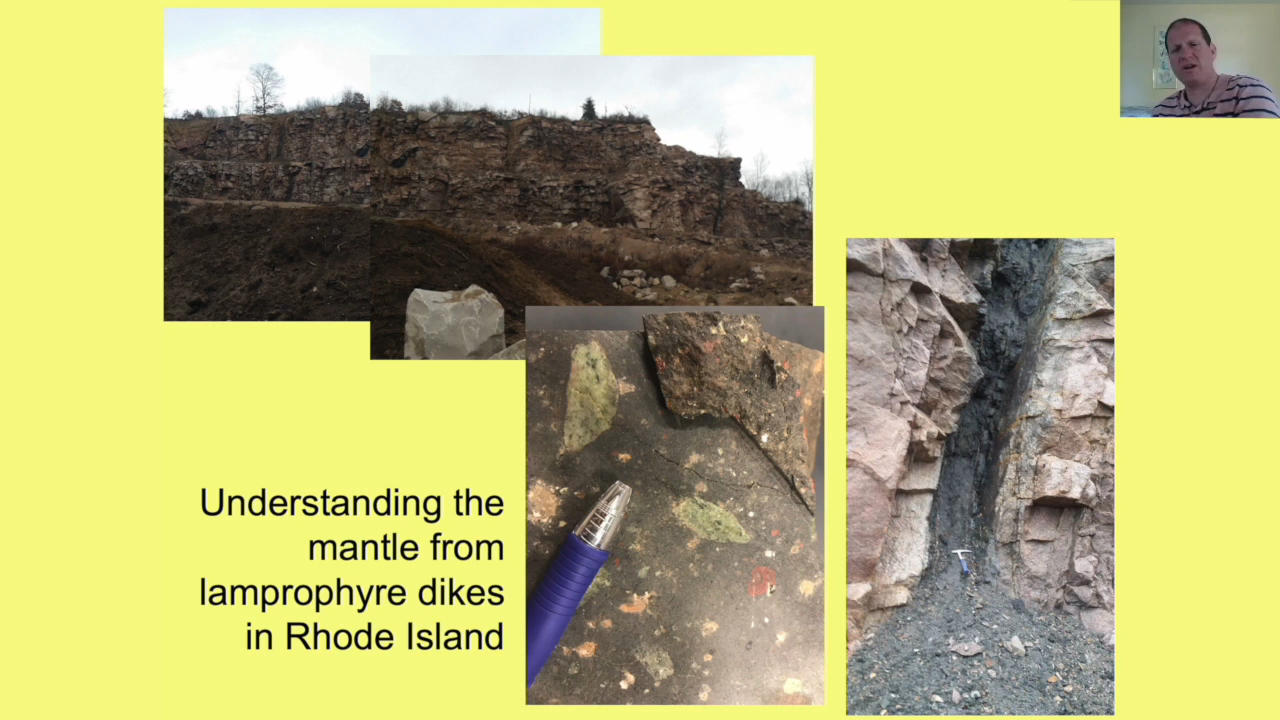 Understanding the
mantle from
lamprophyre dikes
in Rhode Island